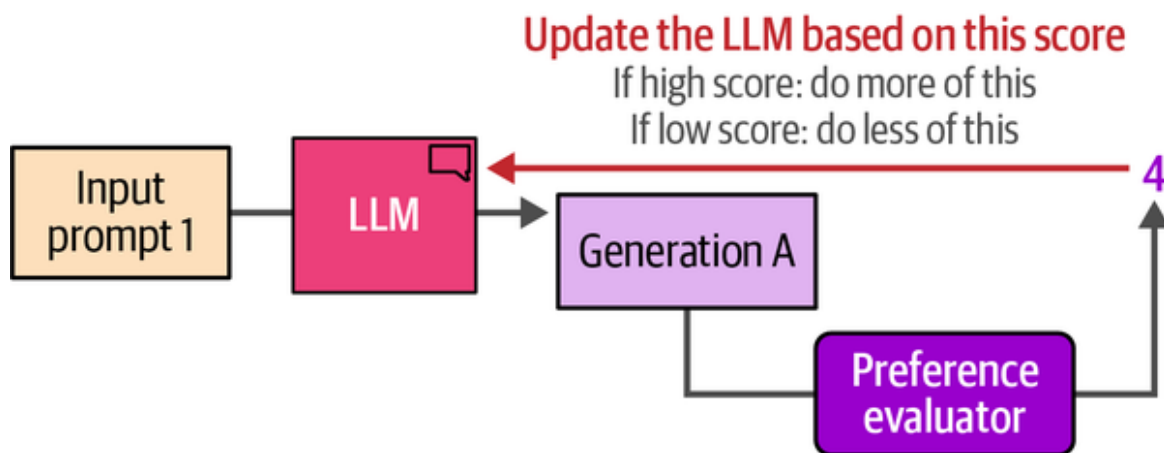 Update the LLM based on this score
If high score: do more of this
If low score: do less of this
Input
prompt 1
LLM
Generation A
4
Preference
evaluator